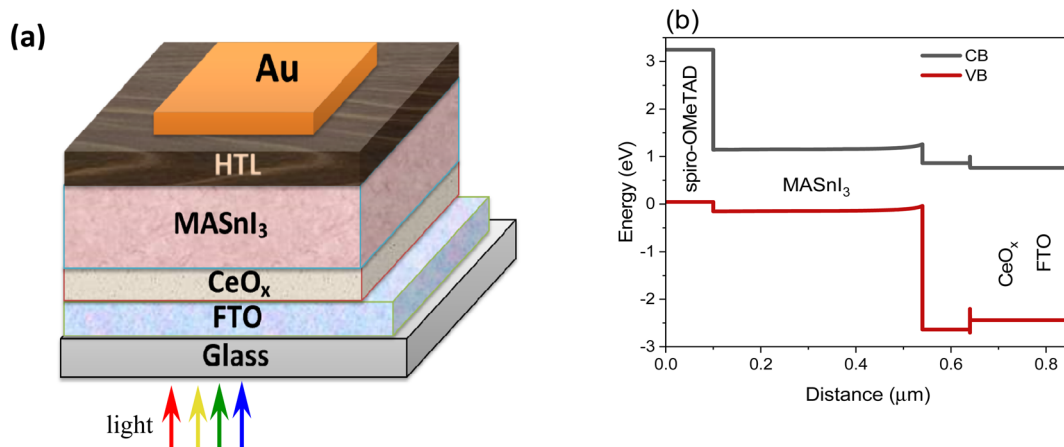 (a)
Au
HTL
MASnI₃
CeOₓ
FTO
Glass
light
(b)
CB
VB
spiro-OMeTAD
MASnI₃
CeOₓ
FTO
Energy (eV)
3
2
1
0
-1
-2
-3
0.0
0.2
0.4
0.6
0.8
Distance (μm)